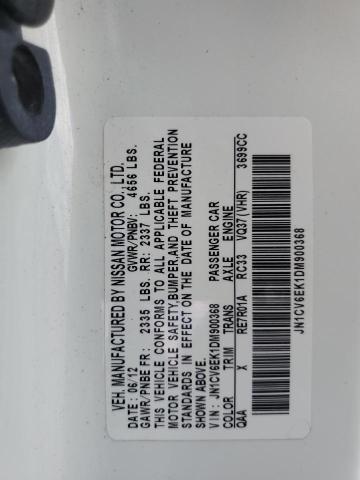 VEH. MANUFACTURED BY NISSAN MOTOR CO., LTD.
DATE: 06/12 GVWR/PNBV: 4656 LBS.
GAWR/PNBE FR: 2335 LBS. RR: 2337 LBS.
THIS VEHICLE CONFORMS TO ALL APPLICABLE FEDERAL
MOTOR VEHICLE SAFETY,BUMPER,AND THEFT PREVENTION
STANDARDS IN EFFECT ON THE DATE OF MANUFACTURE
SHOWN ABOVE.
VIN: JN1CV6EK1DM900368 PASSENGER CAR
COLOR TRIM TRANS AXLE ENGINE
QAA X RE7R01A RC33 VQ37(VHR) 3699CC
JN1CV6EK1DM900368